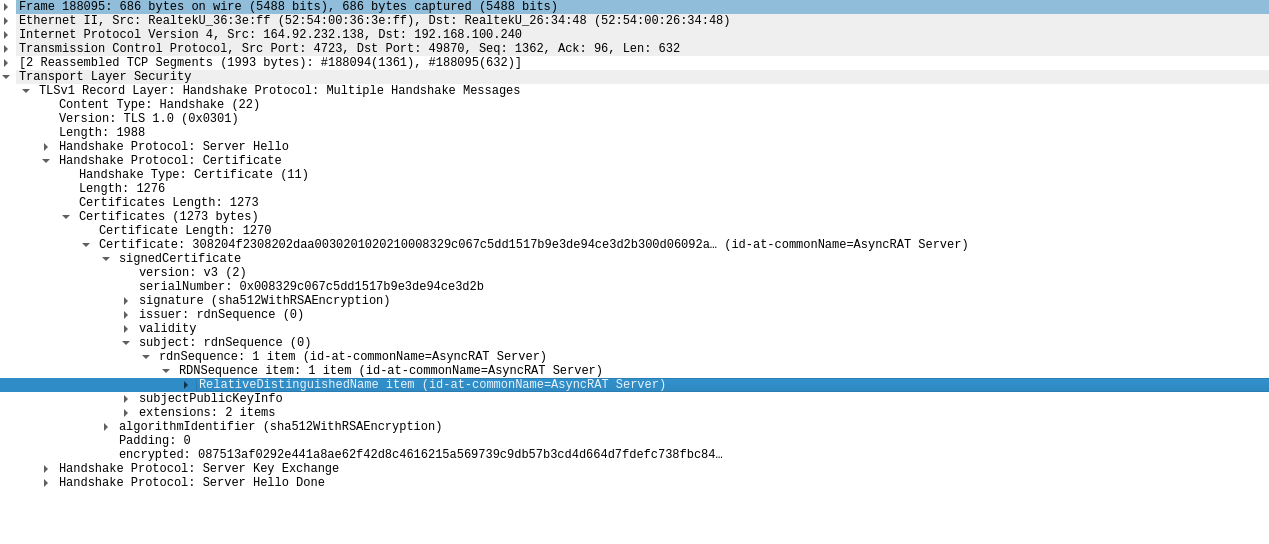 Frame 188095: 686 bytes on wire (5488 bits), 686 bytes captured (5488 bits)
Ethernet II, Src: RealtekU_36:3e:ff (52:54:00:36:3e:ff), Dst: RealtekU_26:34:48 (52:54:00:26:34:48)
Internet Protocol Version 4, Src: 164.92.232.138, Dst: 192.168.100.240
Transmission Control Protocol, Src Port: 4723, Dst Port: 49870, Seq: 1362, Ack: 96, Len: 632
[2 Reassembled TCP Segments (1993 bytes): #188094(1361), #188095(632)]
Transport Layer Security
TLSv1 Record Layer: Handshake Protocol: Multiple Handshake Messages
Content Type: Handshake (22)
Version: TLS 1.0 (0x0301)
Length: 1988
Handshake Protocol: Server Hello
Handshake Protocol: Certificate
Handshake Type: Certificate (11)
Length: 1276
Certificates Length: 1273
Certificates (1273 bytes)
Certificate Length: 1270
Certificate: 308204f2308202daa0030201020210008329c067c5dd1517b9e3de94ce3d2b300d06092a… (id-at-commonName=AsyncRAT Server)
signedCertificate
version: v3 (2)
serialNumber: 0x008329c067c5dd1517b9e3de94ce3d2b
signature (sha512WithRSAEncryption)
issuer: rdnSequence (0)
validity
subject: rdnSequence (0)
rdnSequence: 1 item (id-at-commonName=AsyncRAT Server)
RDNSequence item: 1 item (id-at-commonName=AsyncRAT Server)
RelativeDistinguishedName item (id-at-commonName=AsyncRAT Server)
subjectPublicKeyInfo
extensions: 2 items
algorithmIdentifier (sha512WithRSAEncryption)
Padding: 0
encrypted: 087513af0292e441a8ae62f42d8c4616215a569739c9db57b3cd4d664d7fdefc738fbc84…
Handshake Protocol: Server Key Exchange
Handshake Protocol: Server Hello Done